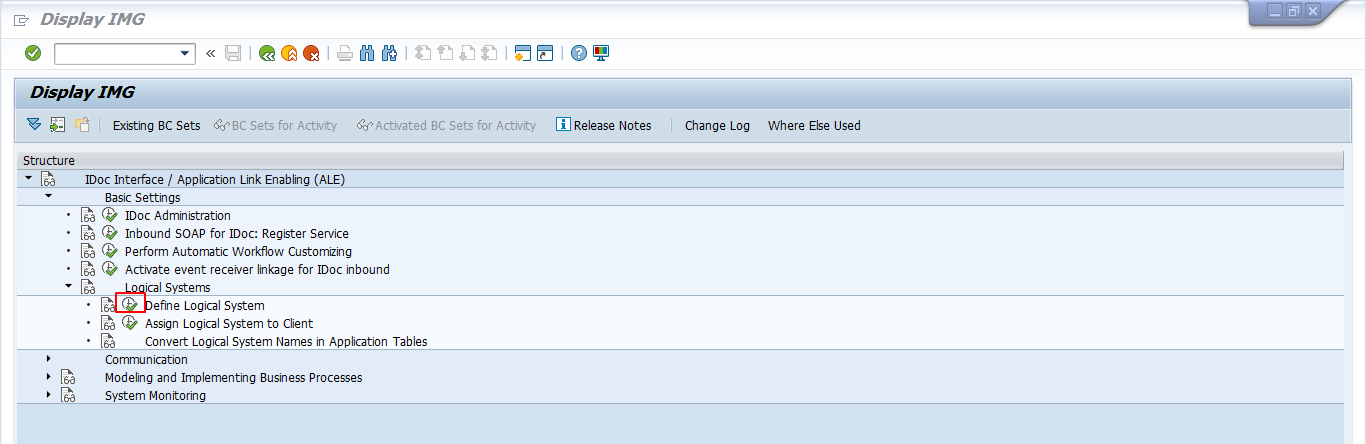 Display IMG
Display IMG
Existing BC Sets BC Sets for Activity Activated BC Sets for Activity Release Notes Change Log Where Else Used
Structure
IDoc Interface / Application Link Enabling (ALE)
Basic Settings
IDoc Administration
Inbound SOAP for IDoc: Register Service
Perform Automatic Workflow Customizing
Activate event receiver linkage for IDoc inbound
Logical Systems
Define Logical System
Assign Logical System to Client
Convert Logical System Names in Application Tables
Communication
Modeling and Implementing Business Processes
System Monitoring